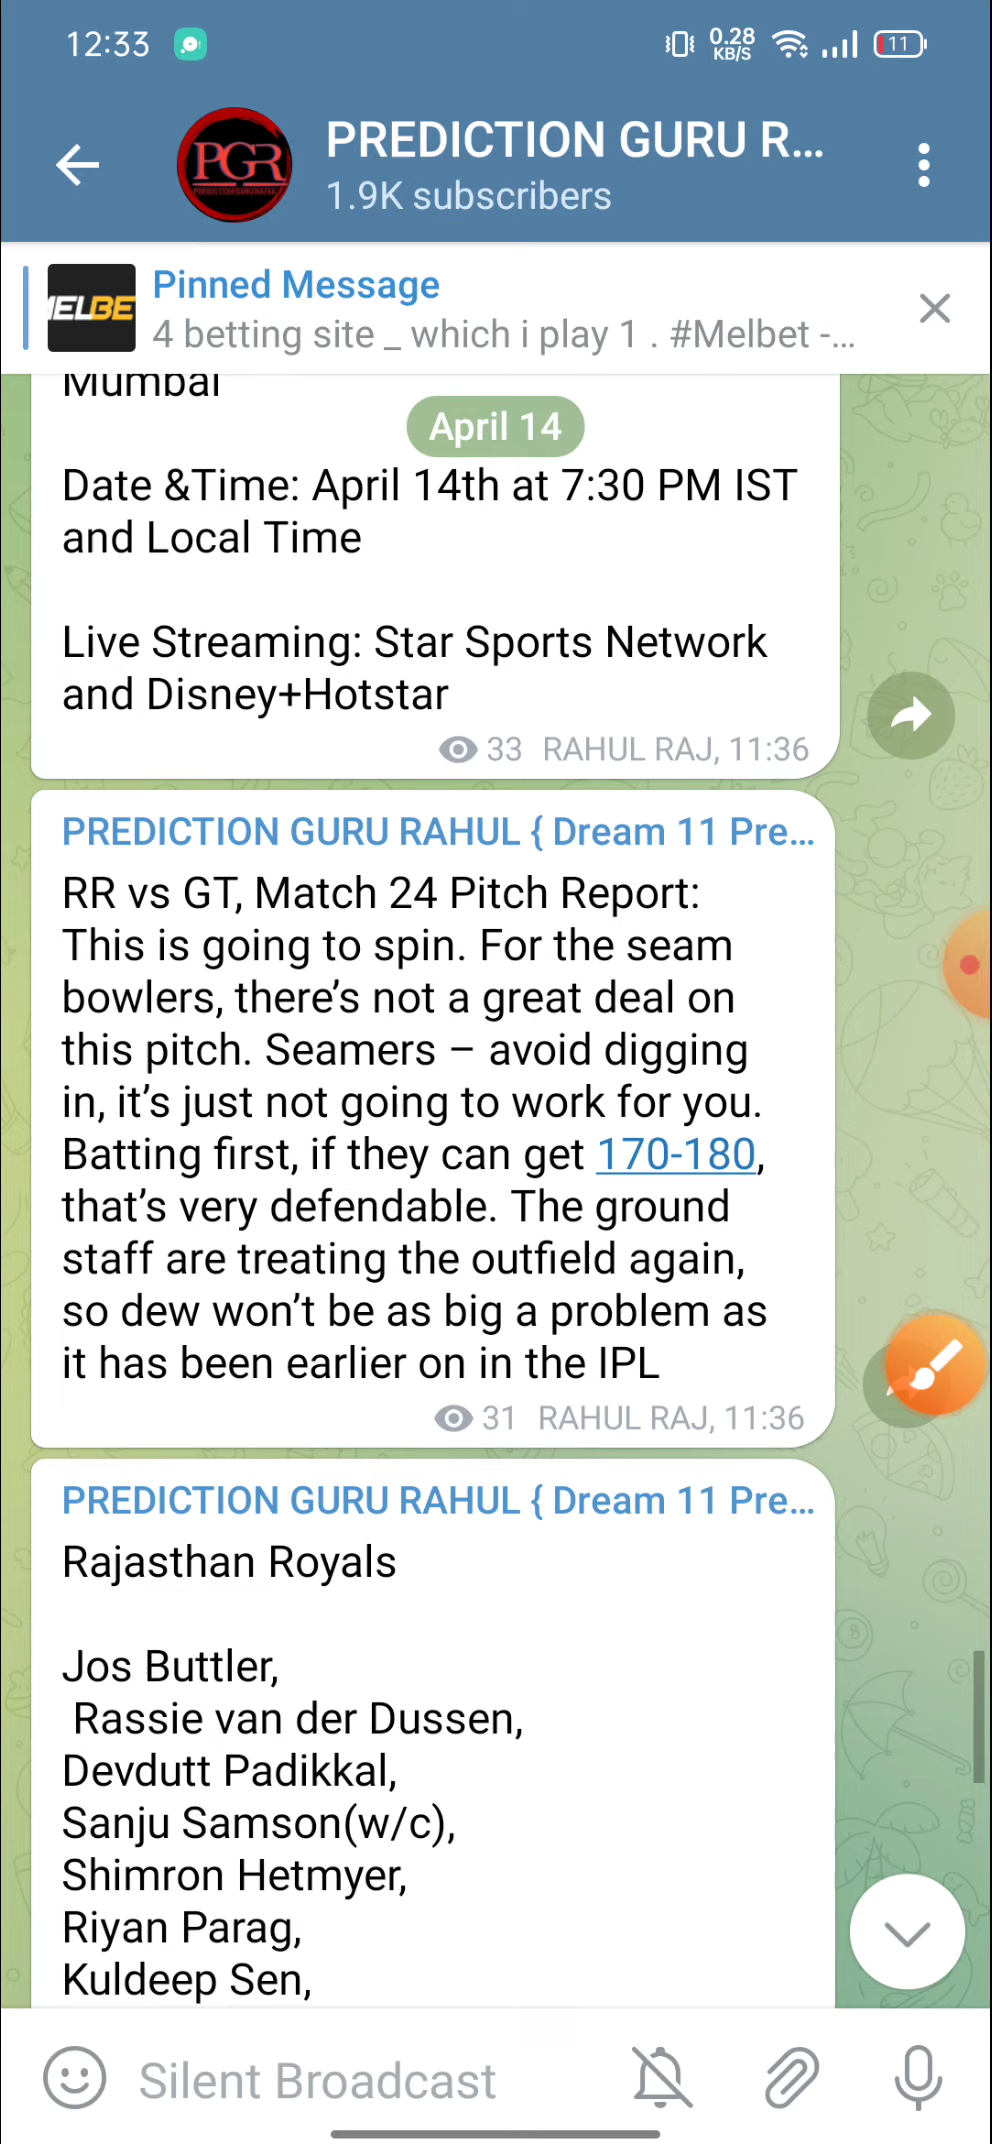 12:33
0.28
KB/S
11
PGR
PREDICTION GURU R...
1.9K subscribers
MELBE
Pinned Message
4 betting site _ which i play 1 . #Melbet -...
Mumbai
April 14
Date &Time: April 14th at 7:30 PM IST
and Local Time
Live Streaming: Star Sports Network
and Disney+Hotstar
33 RAHUL RAJ, 11:36
PREDICTION GURU RAHUL { Dream 11 Pre...
RR vs GT, Match 24 Pitch Report:
This is going to spin. For the seam
bowlers, there’s not a great deal on
this pitch. Seamers – avoid digging
in, it’s just not going to work for you.
Batting first, if they can get 170-180,
that’s very defendable. The ground
staff are treating the outfield again,
so dew won’t be as big a problem as
it has been earlier on in the IPL
31 RAHUL RAJ, 11:36
PREDICTION GURU RAHUL { Dream 11 Pre...
Rajasthan Royals
Jos Buttler,
Rassie van der Dussen,
Devdutt Padikkal,
Sanju Samson(w/c),
Shimron Hetmyer,
Riyan Parag,
Kuldeep Sen,
Silent Broadcast